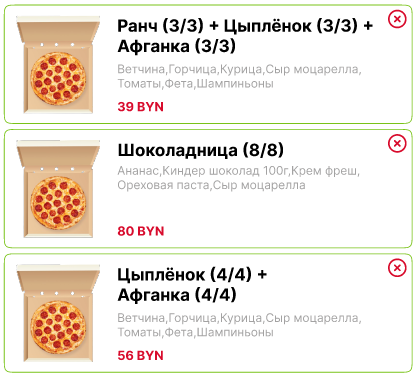 Ранч (3/3) + Цыплёнок (3/3) +
Афганка (3/3)
Ветчина,Горчица,Курица,Сыр моцарелла,
Томаты,Фета,Шампиньоны
39 BYN
Шоколадница (8/8)
Ананас,Киндер шоколад 100г,Крем фреш,
Ореховая паста,Сыр моцарелла
80 BYN
Цыплёнок (4/4) +
Афганка (4/4)
Ветчина,Горчица,Курица,Сыр моцарелла,
Томаты,Фета,Шампиньоны
56 BYN